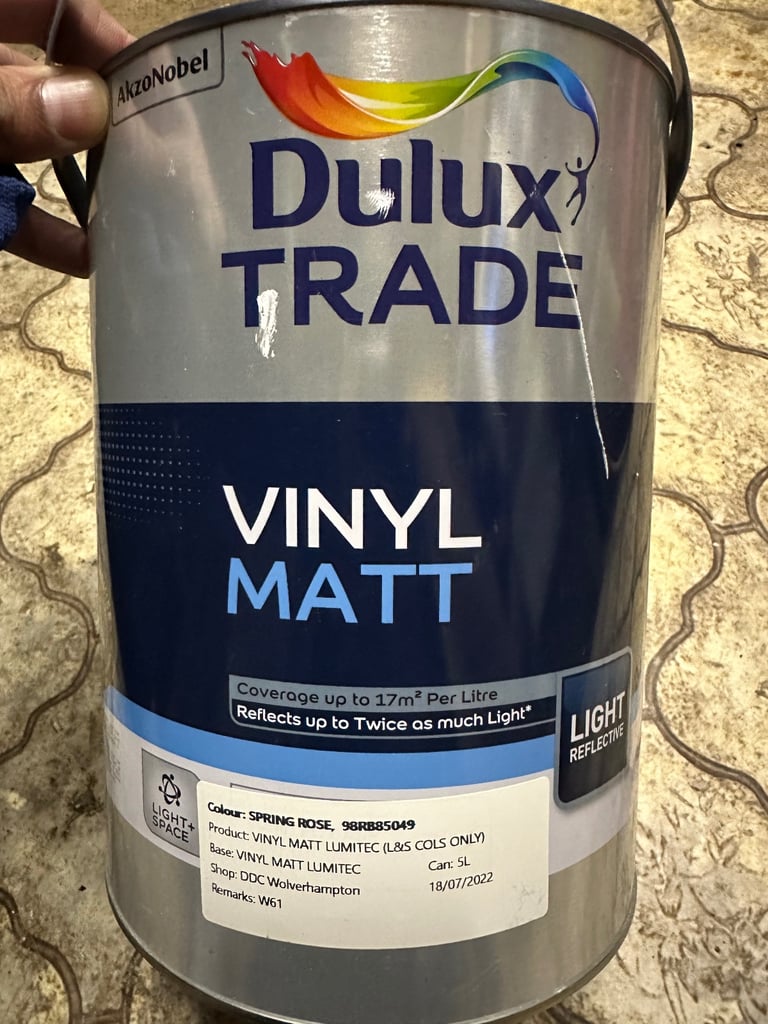 AkzoNobel
Dulux
TRADE
VINYL
MATT
Coverage up to 17m² Per Litre
Reflects up to Twice as much Light*
LIGHT
REFLECTIVE
LIGHT+
SPACE
Colour: SPRING ROSE, 98RB85049
Product: VINYL MATT LUMITEC (L&S COLS ONLY)
Base: VINYL MATT LUMITEC Can: 5L
Shop: DDC Wolverhampton 18/07/2022
Remarks: W61